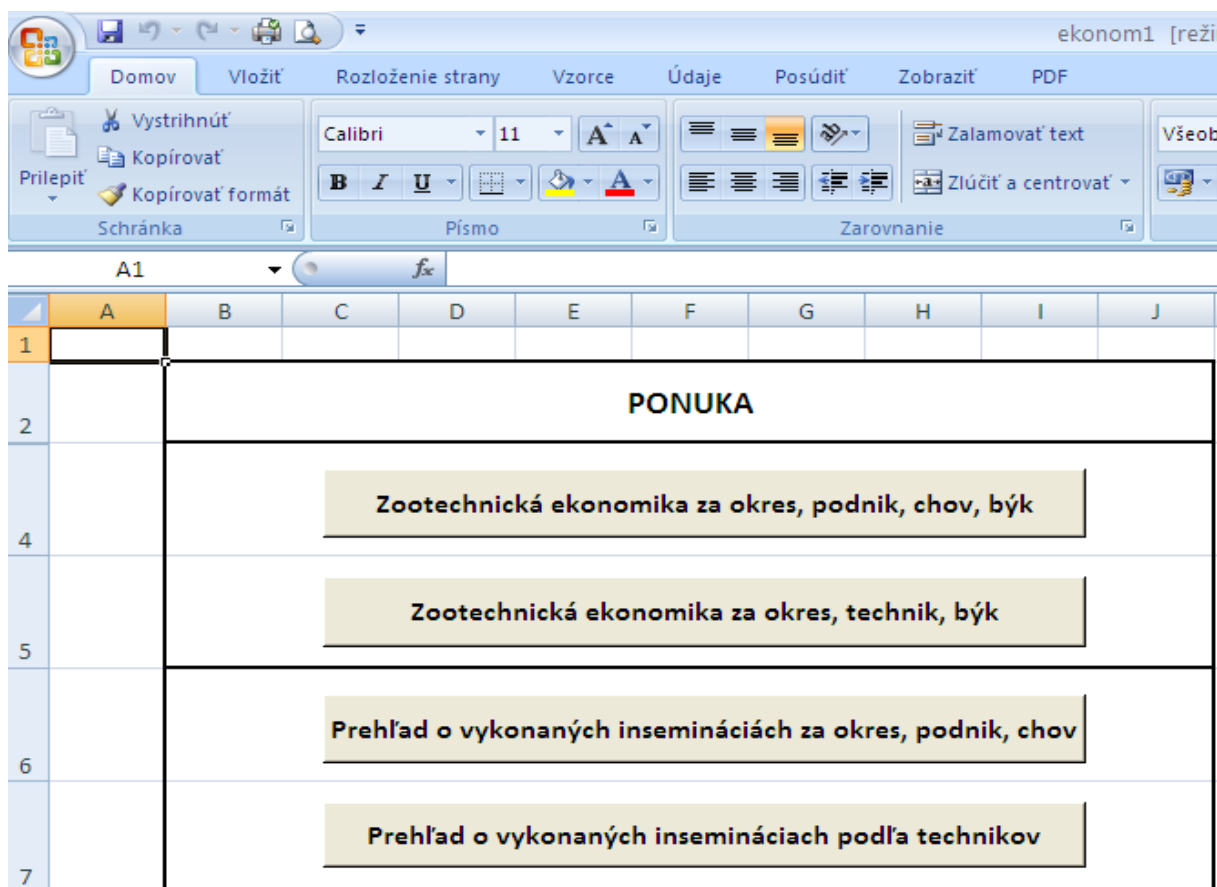 ekonom1 [reži
Domov Vložiť Rozloženie strany Vzorce Údaje Posúdiť Zobraziť PDF
Prilepiť
Vystrihnúť
Kopírovať
Kopírovať formát
Schránka
Calibri 11 A A
B I U A
Písmo
Zalamovať text
Zlúčiť a centrovať
Zarovnanie
Všeob
A1 fx
A B C D E F G H I J
1
2 PONUKA
4 Zootechnická ekonomika za okres, podnik, chov, býk
5 Zootechnická ekonomika za okres, technik, býk
6 Prehľad o vykonaných insemináciách za okres, podnik, chov
7 Prehľad o vykonaných insemináciach podľa technikov